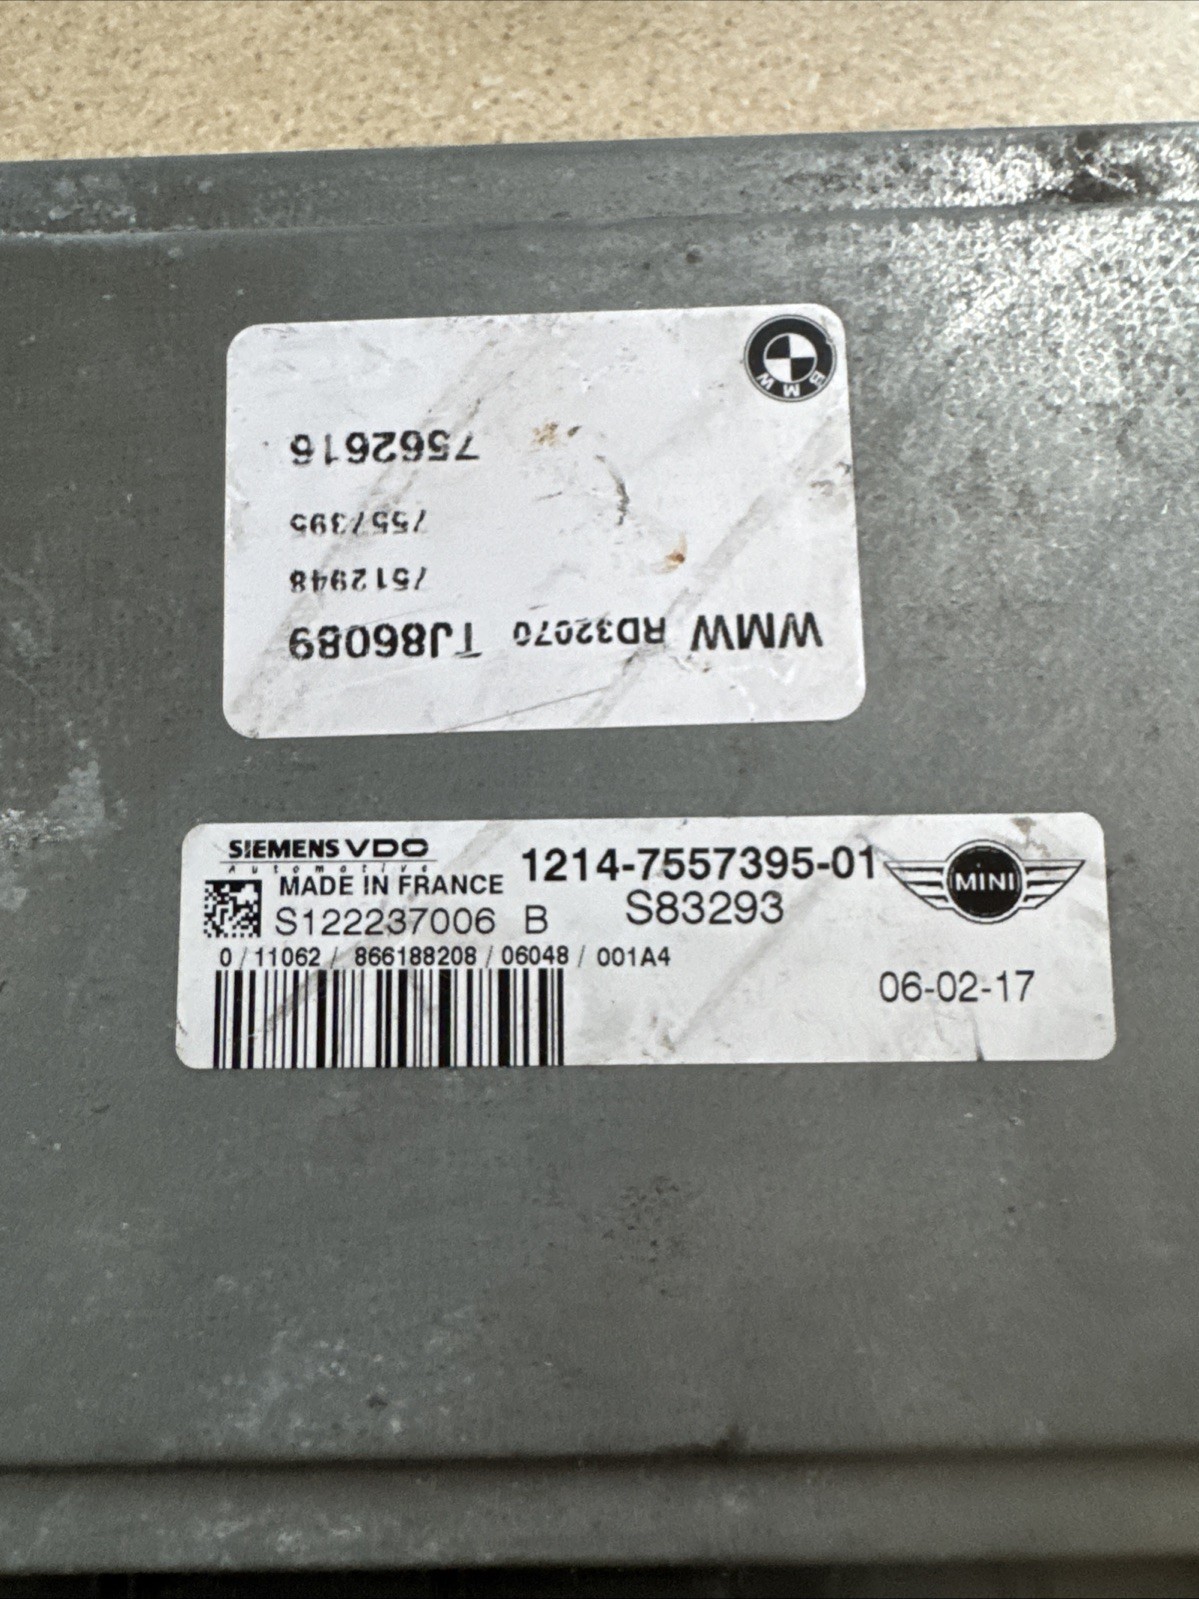 BMW
7562616
7557395
7512948
WMW RD32070 TJ86089
SIEMENS VDO
Automotive
MADE IN FRANCE
1214-7557395-01
MINI
S122237006 B
S83293
0/11062/ 866188208/06048/ 001A4
06-02-17